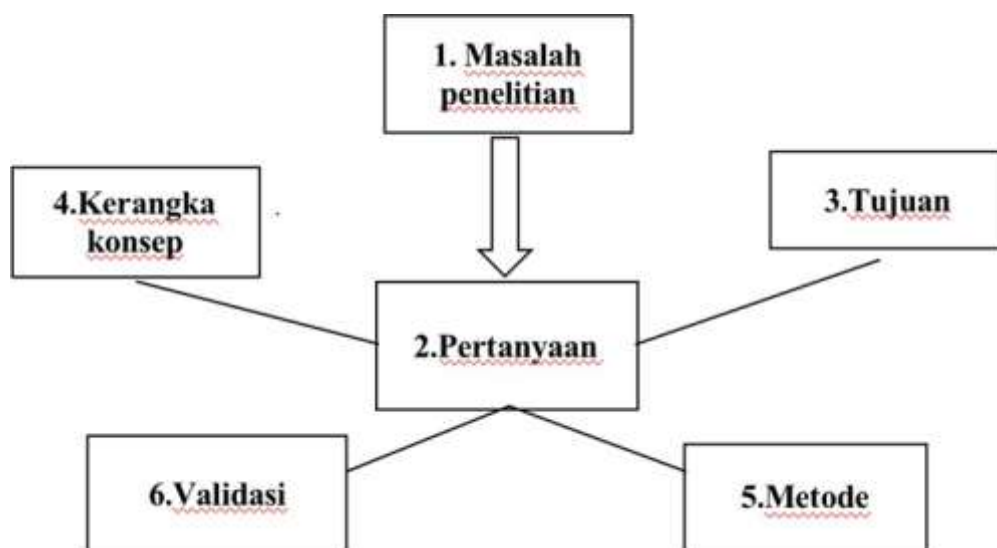 1. Masalah
penelitian
4.Kerangka
konsep
3.Tujuan
2.Pertanyaan
6.Validasi
5.Metode